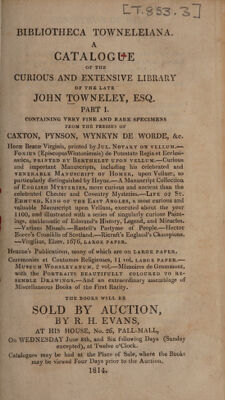 [T.853.3]
BIBLIOTHECA TOWNELEIANA.
A
CATALOGUE
OF THE
CURIOUS AND EXTENSIVE LIBRARY
OF THE LATE
JOHN TOWNELEY, ESQ.
PART I.
CONTAINING VERY FINE AND RARE SPECIMENS
FROM THE PRESSES OF
CAXTON, PYNSON, WYNKYN DE WORDE, &c.
Horæ Beatæ Virginis, printed by Jul. Notary on vellum.—
Foxius (Episcopus Wintoniensis) de Potestate Regis et Ecclesi-
astica, printed by Berthelet upon vellum.—Curious
and important Manuscripts, including his celebrated and
venerable Manuscript of Homer, upon Vellum, so
particularly distinguished by Heyne.—A Manuscript Collection
of English Mysteries, more curious and ancient than the
celebrated Chester and Coventry Mysteries.—Life of St.
Edmund, King of the East Angles, a most curious and
valuable Manuscript upon Vellum, executed about the year
1400, and illustrated with a series of singularly curious Paint-
ings, emblematic of Edmund's History, Legend, and Miracles.
—Various Missals—Rastell's Pastyme of People.—Hector
Boece's Cronikils of Scotland.—Ricraft's England's Champions.
—Virgilius, Elzev. 1676, large paper.
Hearne's Publications, many of which are on large paper.
Ceremonies et Coutumes Religieuses, 11 vol. large paper.—
Museum Worsleyanum, 2 vol.—Mémoires de Grammont,
with the Portraits beautifully coloured to re-
semble Drawings.—And an extraordinary assemblage of
Miscellaneous Books of the First Rarity.
THE BOOKS WILL BE
SOLD BY AUCTION,
BY R. H. EVANS,
AT HIS HOUSE, No. 26, PALL-MALL,
On WEDNESDAY June 8th, and Six following Days (Sunday
excepted), at Twelve o'Clock.
Catalogues may be had at the Place of Sale, where the Books
may be viewed Four Days prior to the Auction.
1814.